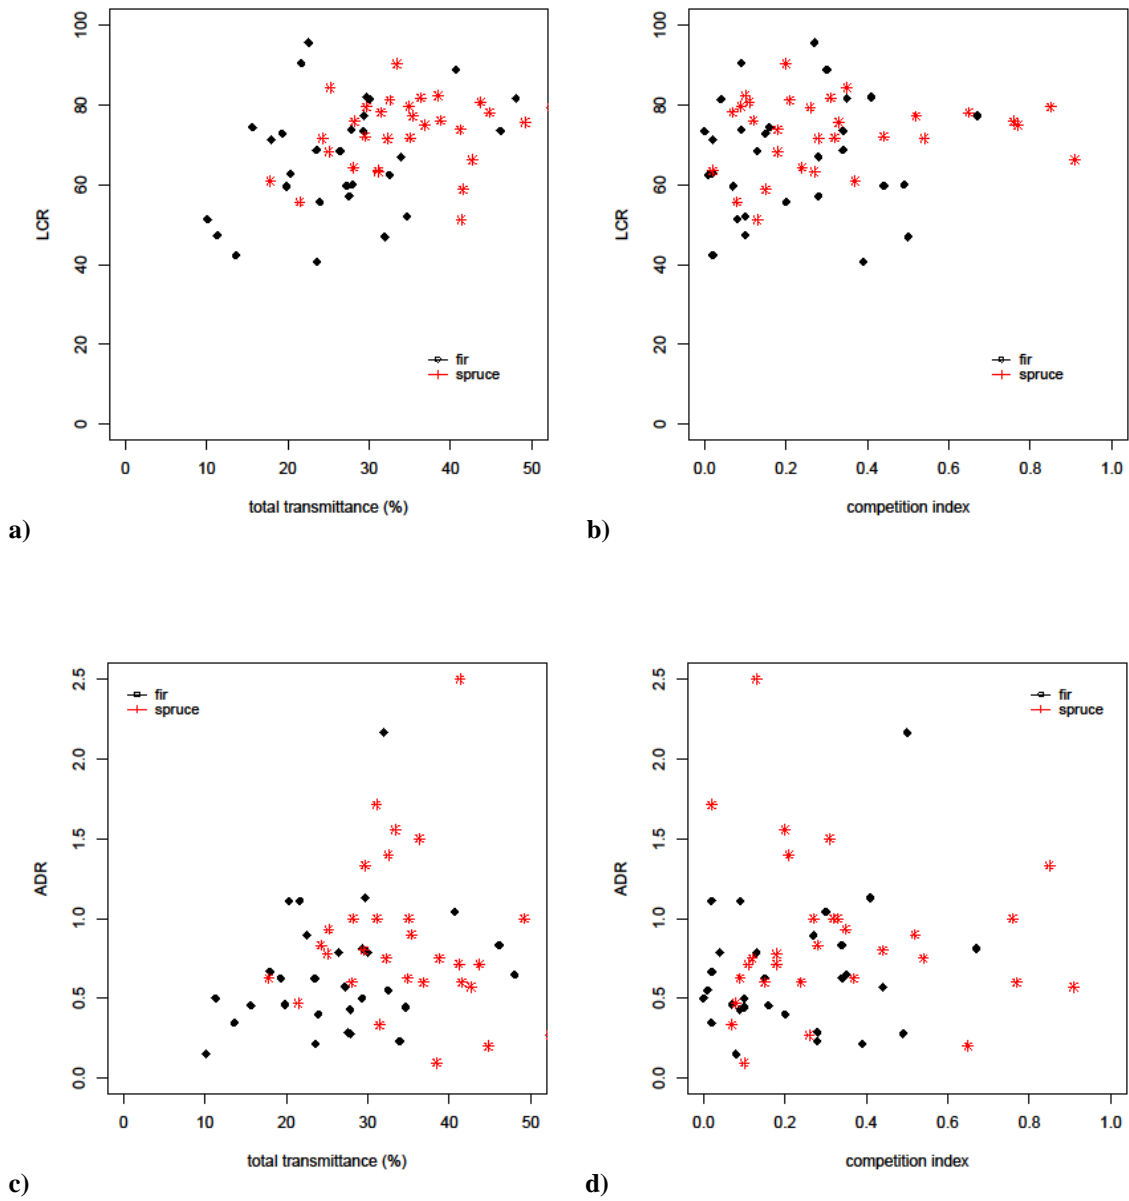 100
80
60
40
20
0
LCR
fir
spruce
0 10 20 30 40 50
total transmittance (%)
a)
100
80
60
40
20
0
LCR
fir
spruce
0.0 0.2 0.4 0.6 0.8 1.0
competition index
b)
2.5
2.0
1.5
1.0
0.5
0.0
ADR
fir
spruce
0 10 20 30 40 50
total transmittance (%)
c)
2.5
2.0
1.5
1.0
0.5
0.0
ADR
fir
spruce
0.0 0.2 0.4 0.6 0.8 1.0
competition index
d)